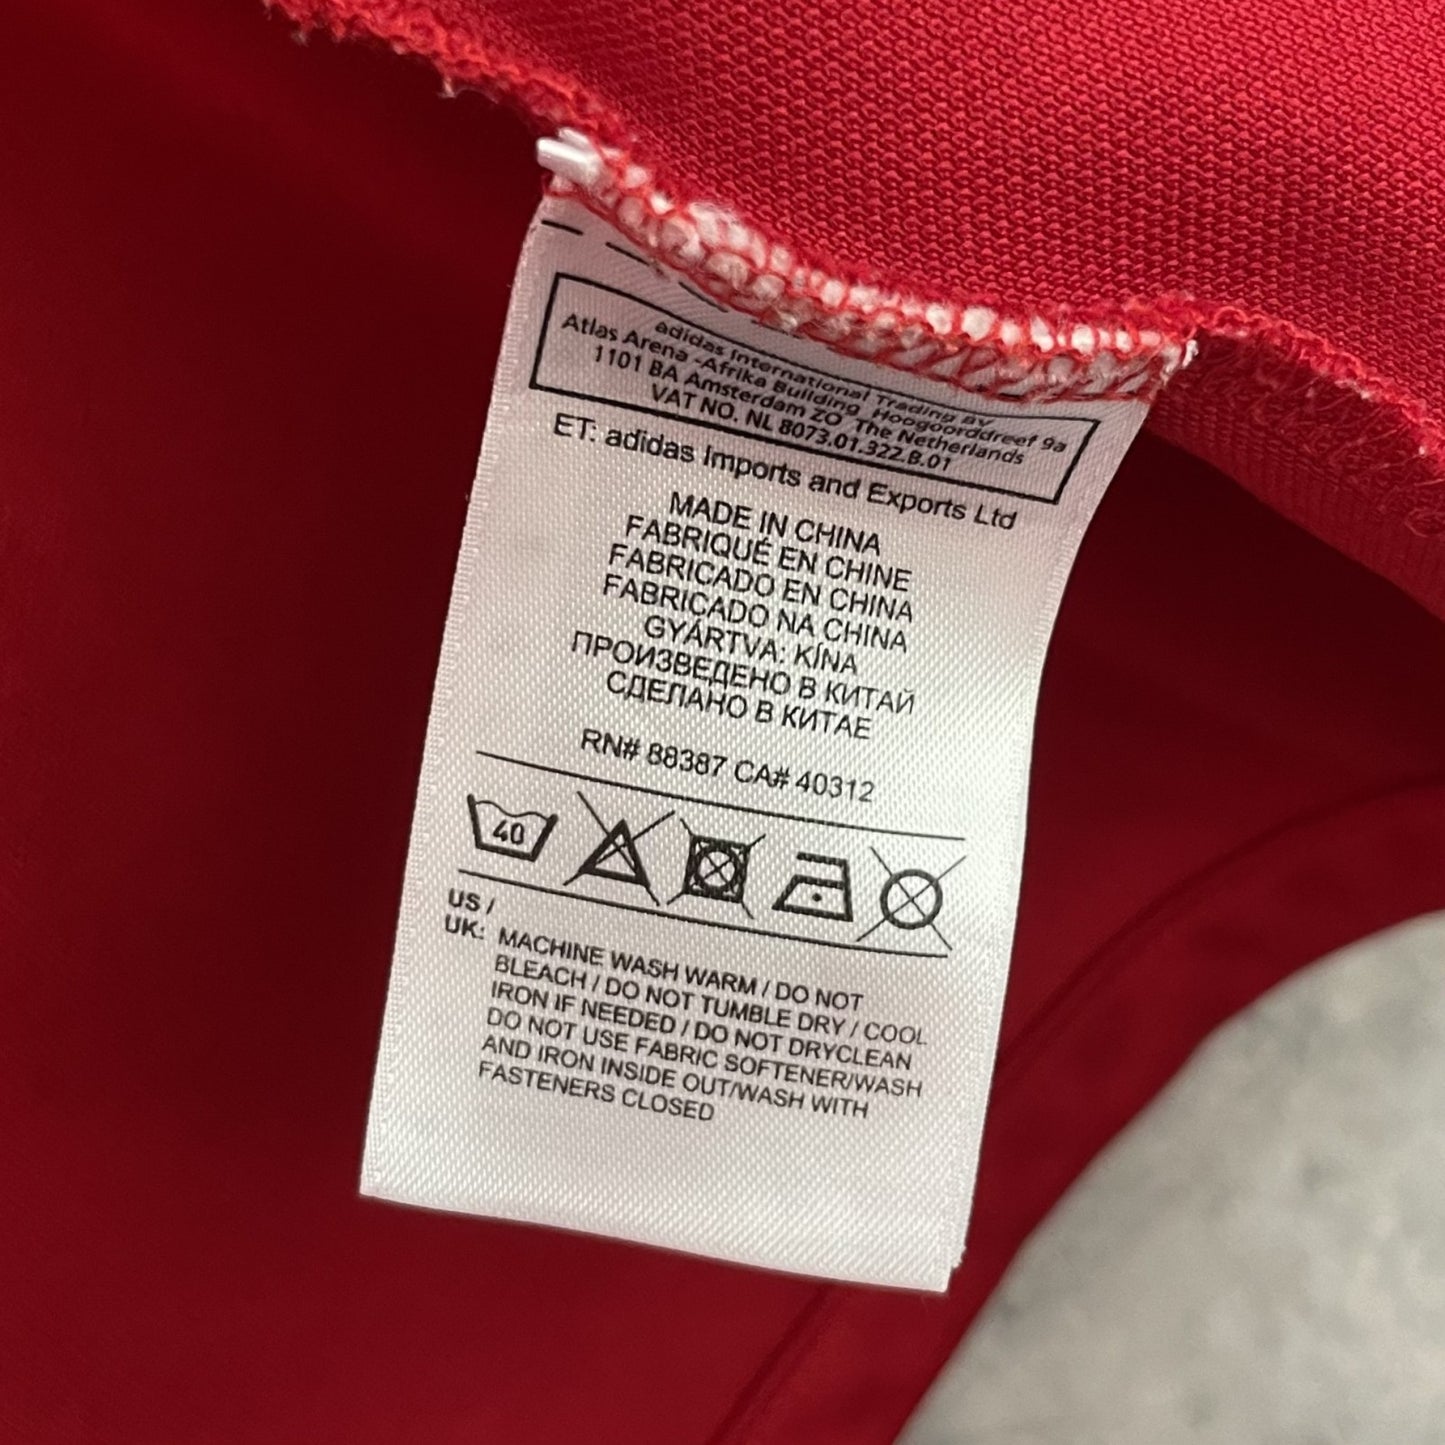 adidas International Trading BV
Atlas Arena -Afrika Building Hoogoorddreef 9a
1101 BA Amsterdam ZO The Netherlands
VAT NO. NL 8073.01.322.B.01
ET: adidas Imports and Exports Ltd
MADE IN CHINA
FABRIQUÉ EN CHINE
FABRICADO EN CHINA
FABRICADO NA CHINA
GYÁRTVA: KÍNA
ПРОИЗВЕДЕНО В КИТАЙ
СДЕЛАНО В КИТАЕ
RN# 88387 CA# 40312
40
US /
UK: MACHINE WASH WARM / DO NOT
BLEACH / DO NOT TUMBLE DRY / COOL
IRON IF NEEDED / DO NOT DRYCLEAN
DO NOT USE FABRIC SOFTENER/WASH
AND IRON INSIDE OUT/WASH WITH
FASTENERS CLOSED